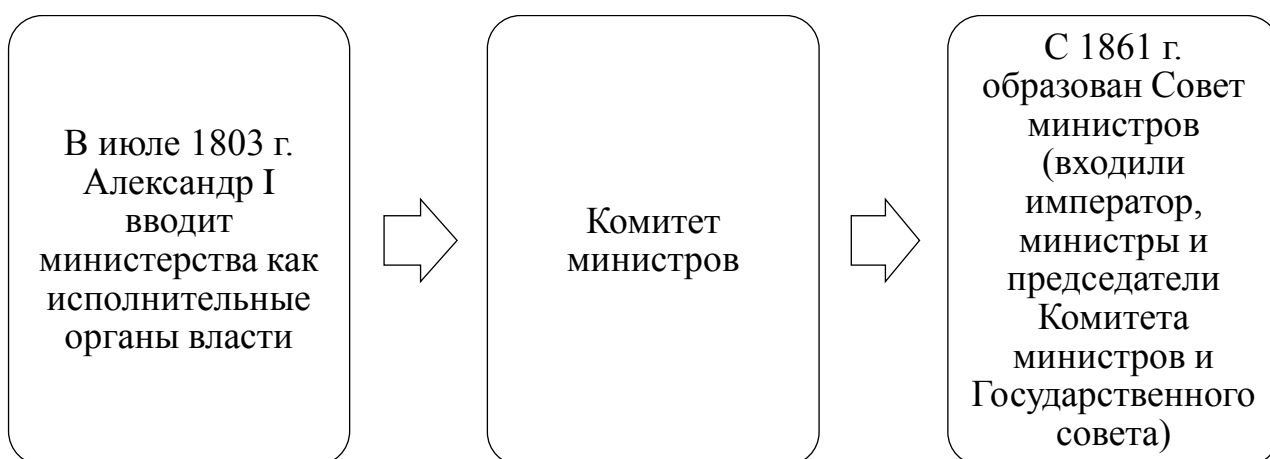 В июле 1803 г.
Александр I
вводит
министерства как
исполнительные
органы власти
Комитет
министров
С 1861 г.
образован Совет
министров
(входили
император,
министры и
председатели
Комитета
министров и
Государственного
совета)